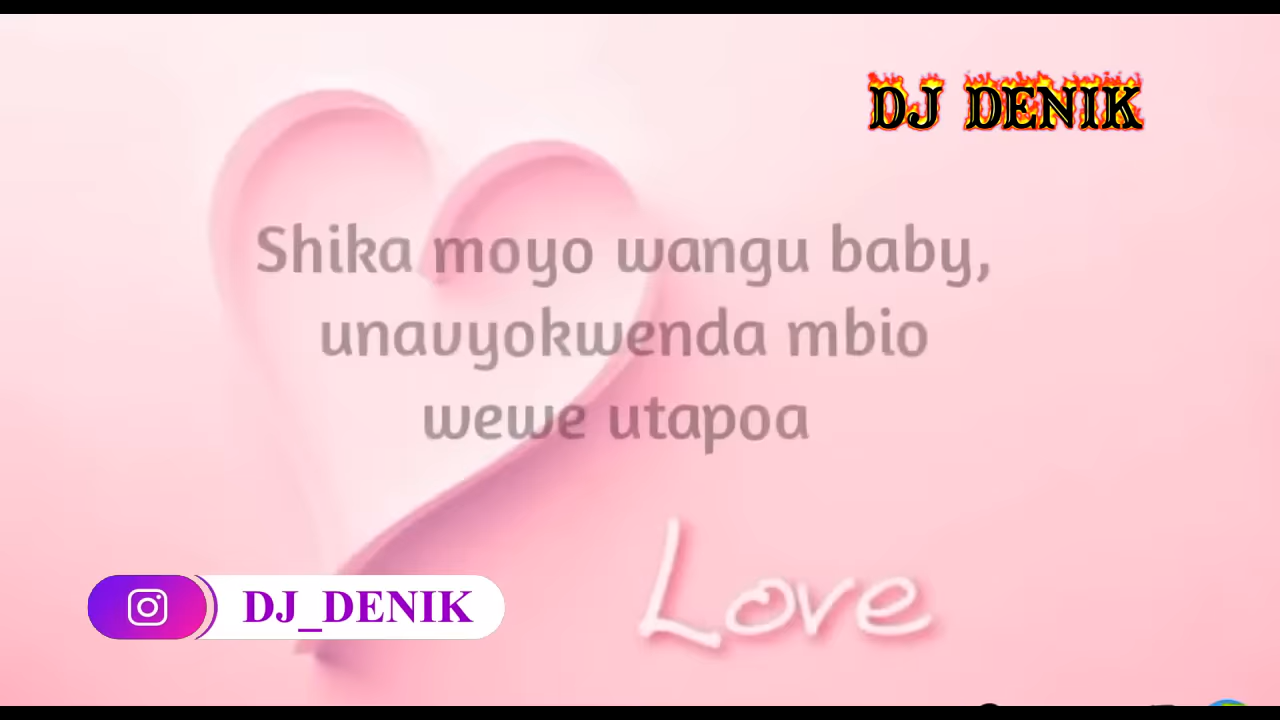 DJ DENIK
Shika moyo wangu baby,
unavyokwenda mbio
wewe utapoa
Love
DJ_DENIK